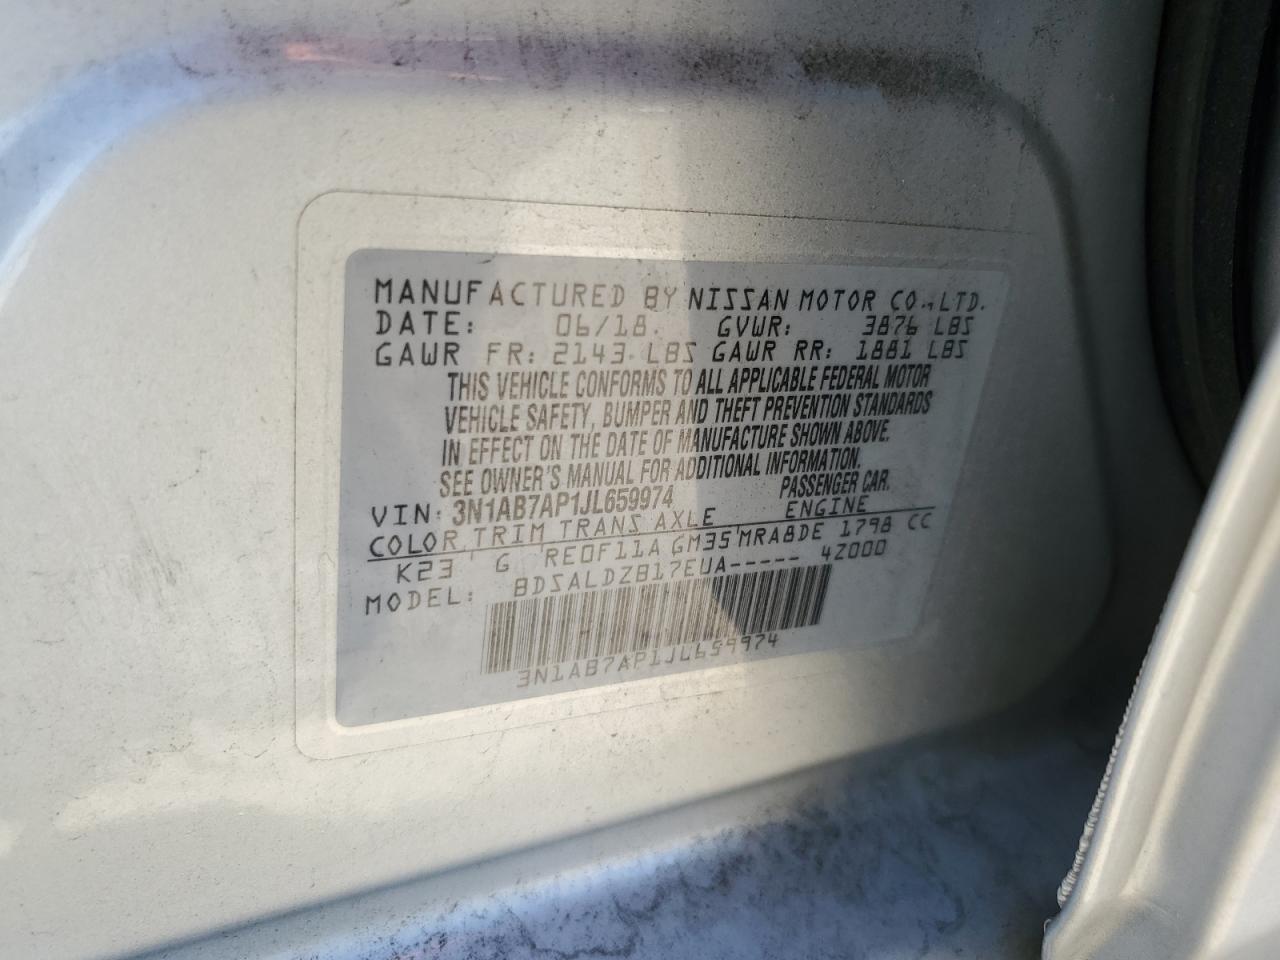 MANUFACTURED BY NISSAN MOTOR CO.,LTD.
DATE: 06/18. GVWR: 3876 LBS
GAWR FR: 2143 LBS GAWR RR: 1881 LBS
THIS VEHICLE CONFORMS TO ALL APPLICABLE FEDERAL MOTOR
VEHICLE SAFETY, BUMPER AND THEFT PREVENTION STANDARDS
IN EFFECT ON THE DATE OF MANUFACTURE SHOWN ABOVE.
SEE OWNER'S MANUAL FOR ADDITIONAL INFORMATION.
VIN: 3N1AB7AP1JL659974 PASSENGER CAR.
COLOR TRIM TRANS AXLE ENGINE
K23 G RE0F11A GM35 MRA8DE 1798 CC
MODEL: BDSALDZB17EUA----- 4Z000
3N1AB7AP1JL659974